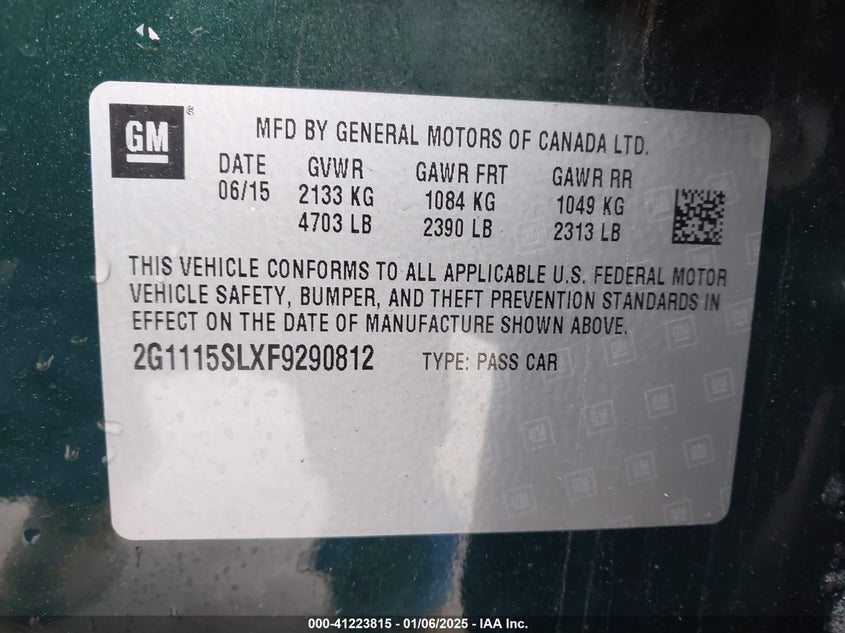 GM ®
MFD BY GENERAL MOTORS OF CANADA LTD.
DATE GVWR GAWR FRT GAWR RR
06/15 2133 KG 1084 KG 1049 KG
4703 LB 2390 LB 2313 LB
THIS VEHICLE CONFORMS TO ALL APPLICABLE U.S. FEDERAL MOTOR
VEHICLE SAFETY, BUMPER, AND THEFT PREVENTION STANDARDS IN
EFFECT ON THE DATE OF MANUFACTURE SHOWN ABOVE.
2G1115SLXF9290812 TYPE: PASS CAR
000-41223815 - 01/06/2025 - IAA Inc.